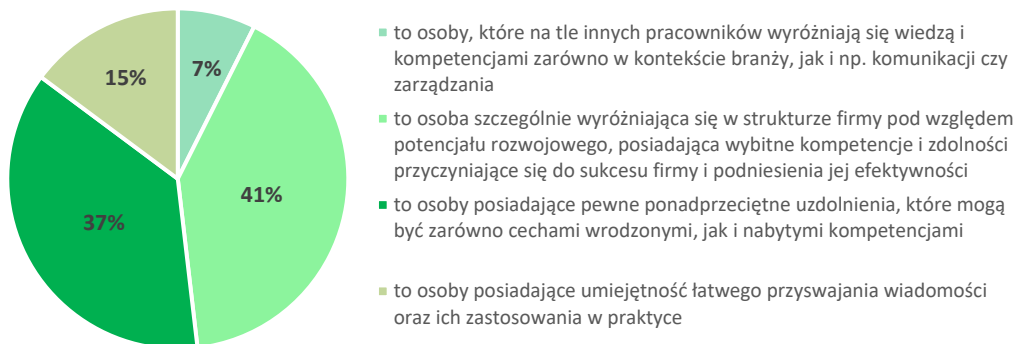 7%
41%
37%
15%
to osoby, które na tle innych pracowników wyróżniają się wiedzą i
kompetencjami zarówno w kontekście branży, jak i np. komunikacji czy
zarządzania
to osoba szczególnie wyróżniająca się w strukturze firmy pod względem
potencjału rozwojowego, posiadająca wybitne kompetencje i zdolności
przyczyniające się do sukcesu firmy i podniesienia jej efektywności
to osoby posiadające pewne ponadprzeciętne uzdolnienia, które mogą
być zarówno cechami wrodzonymi, jak i nabytymi kompetencjami
to osoby posiadające umiejętność łatwego przyswajania wiadomości
oraz ich zastosowania w praktyce